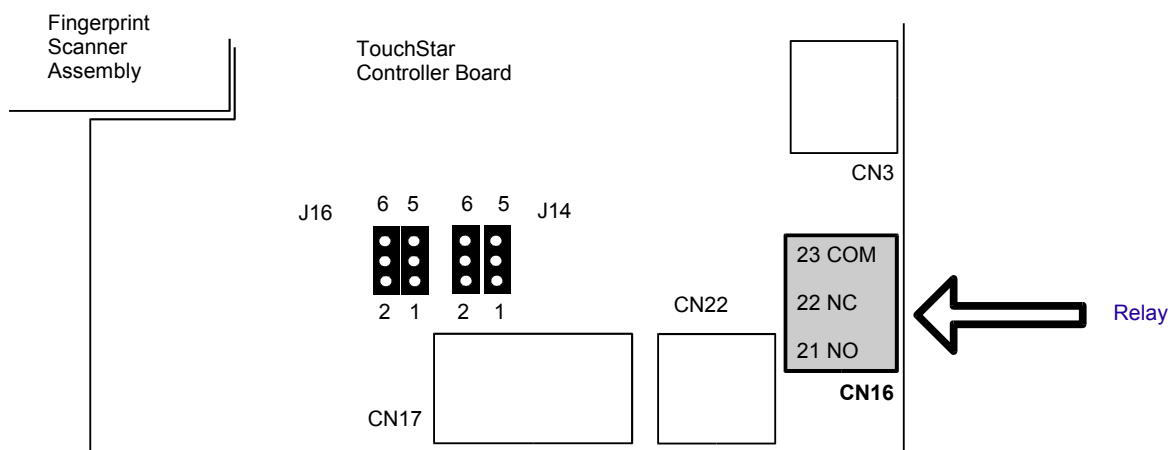 Fingerprint
Scanner
Assembly
TouchStar
Controller Board
CN3
J16
6 5
6 5
J14
2 1
2 1
23 COM
22 NC
21 NO
CN16
Relay
CN22
CN17